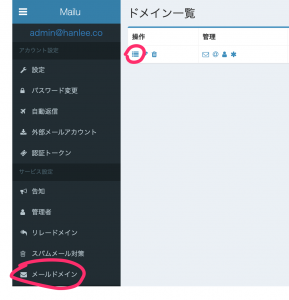 Mailu
ドメイン一覧
admin@hanlee.co
操作
管理
アカウント設定
設定
パスワード変更
自動返信
外部メールアカウント
認証トークン
サービス設定
告知
管理者
リレードメイン
スパムメール対策
メールドメイン